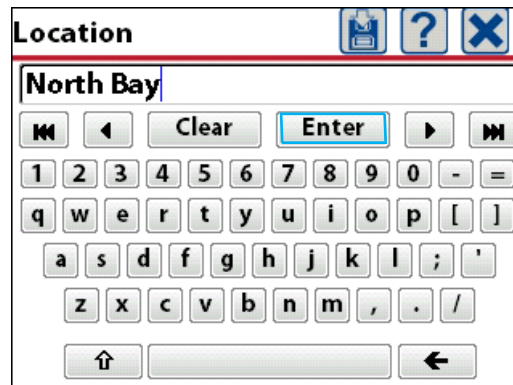 Location ?
North Bay
Clear Enter
1 2 3 4 5 6 7 8 9 0 - =
q w e r t y u i o p [ ]
a s d f g h j k l ; '
z x c v b n m , . /